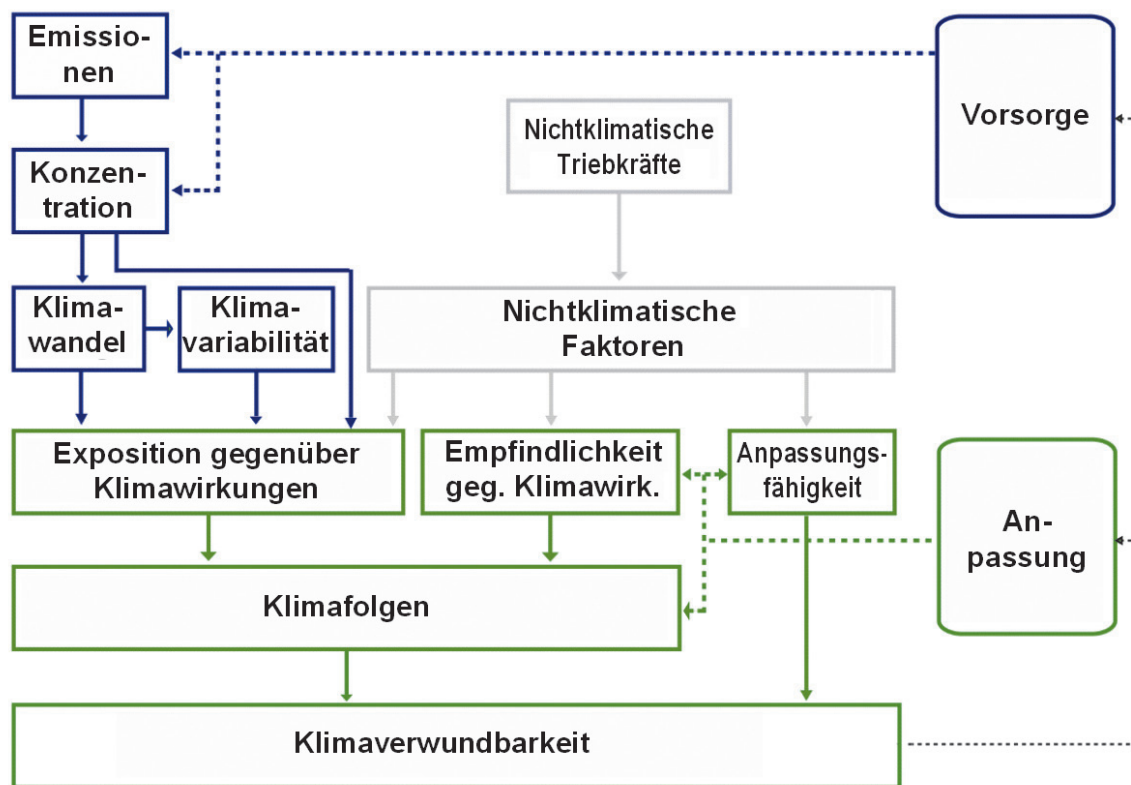 Emissio-
nen
Vorsorge
Nichtklimatische
Triebkräfte
Konzen-
tration
Klima-
wandel
Klima-
variabilität
Nichtklimatische
Faktoren
Exposition gegenüber
Klimawirkungen
Empfindlichkeit
geg. Klimawirk.
Anpassungs-
fähigkeit
An-
passung
Klimafolgen
Klimaverwundbarkeit